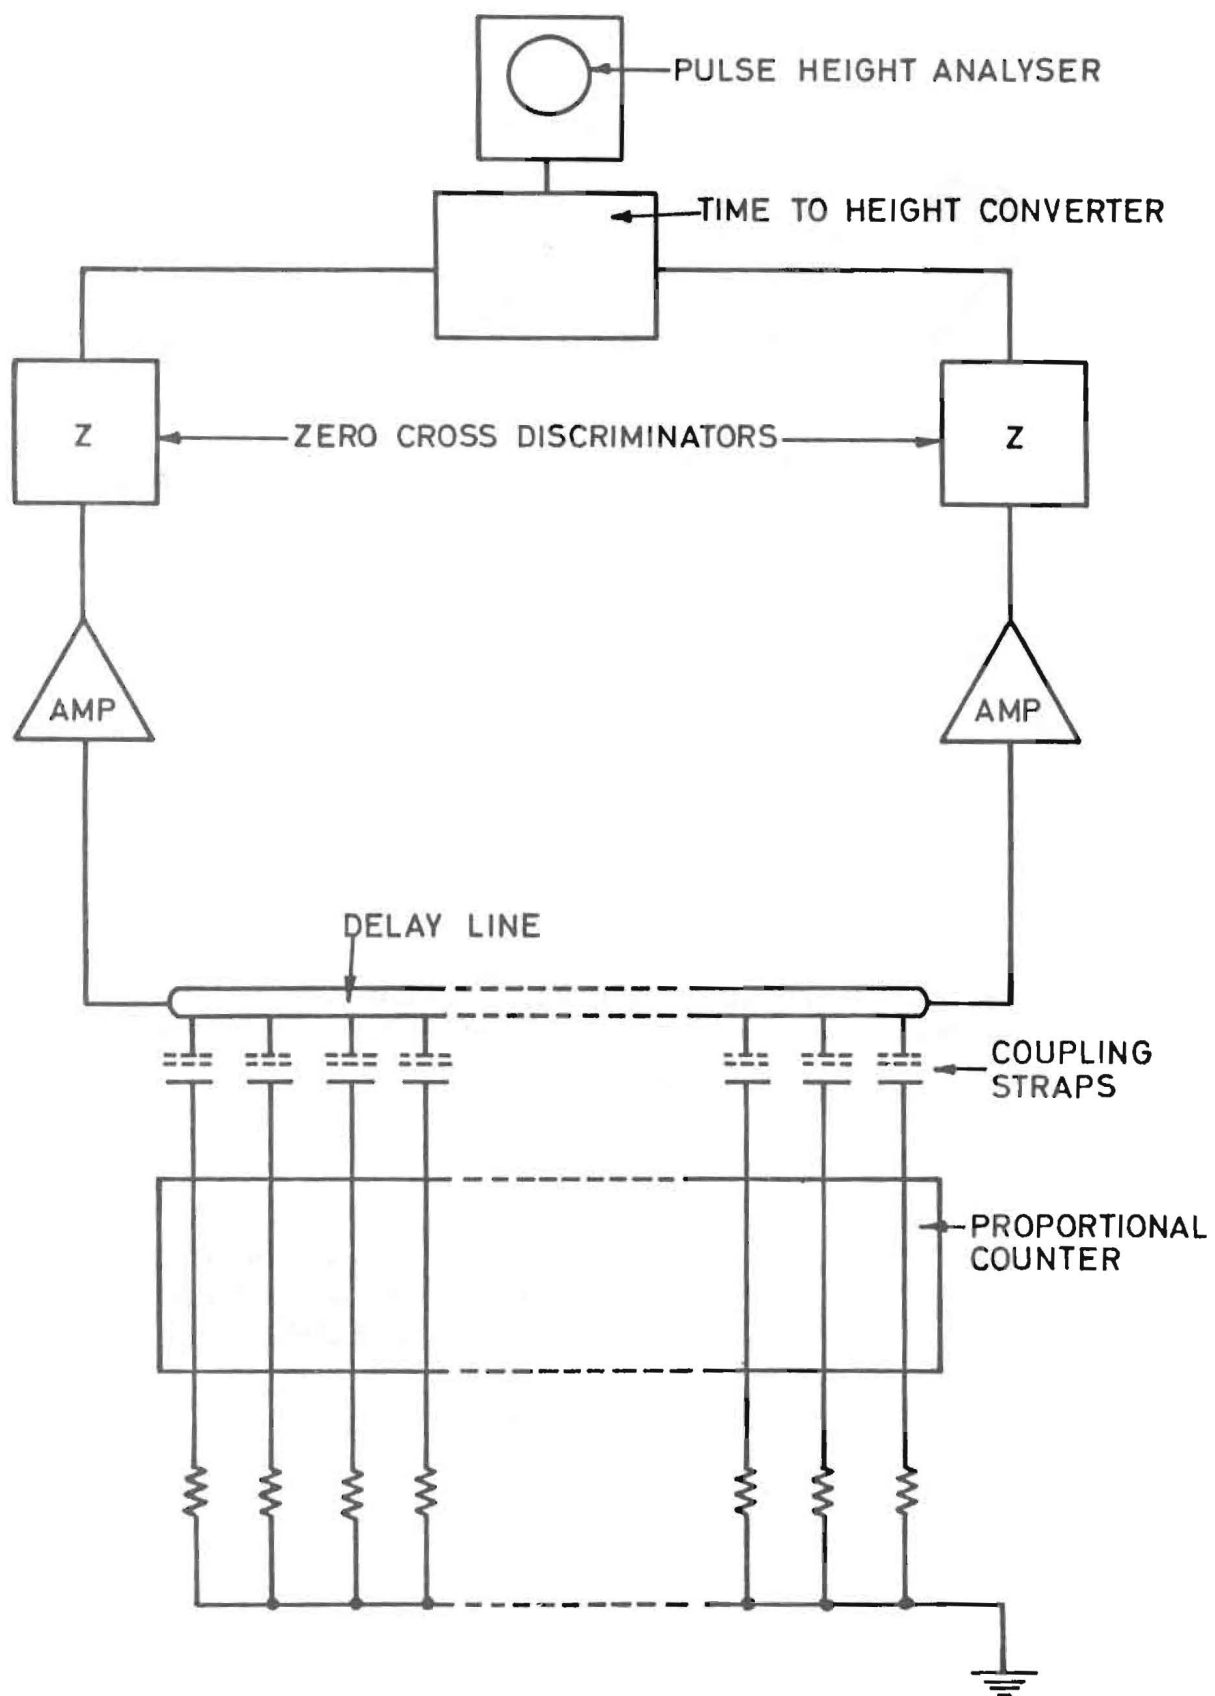 PULSE HEIGHT ANALYSER
TIME TO HEIGHT CONVERTER
Z
ZERO CROSS DISCRIMINATORS
Z
AMP
AMP
DELAY LINE
COUPLING
STRAPS
PROPORTIONAL
COUNTER